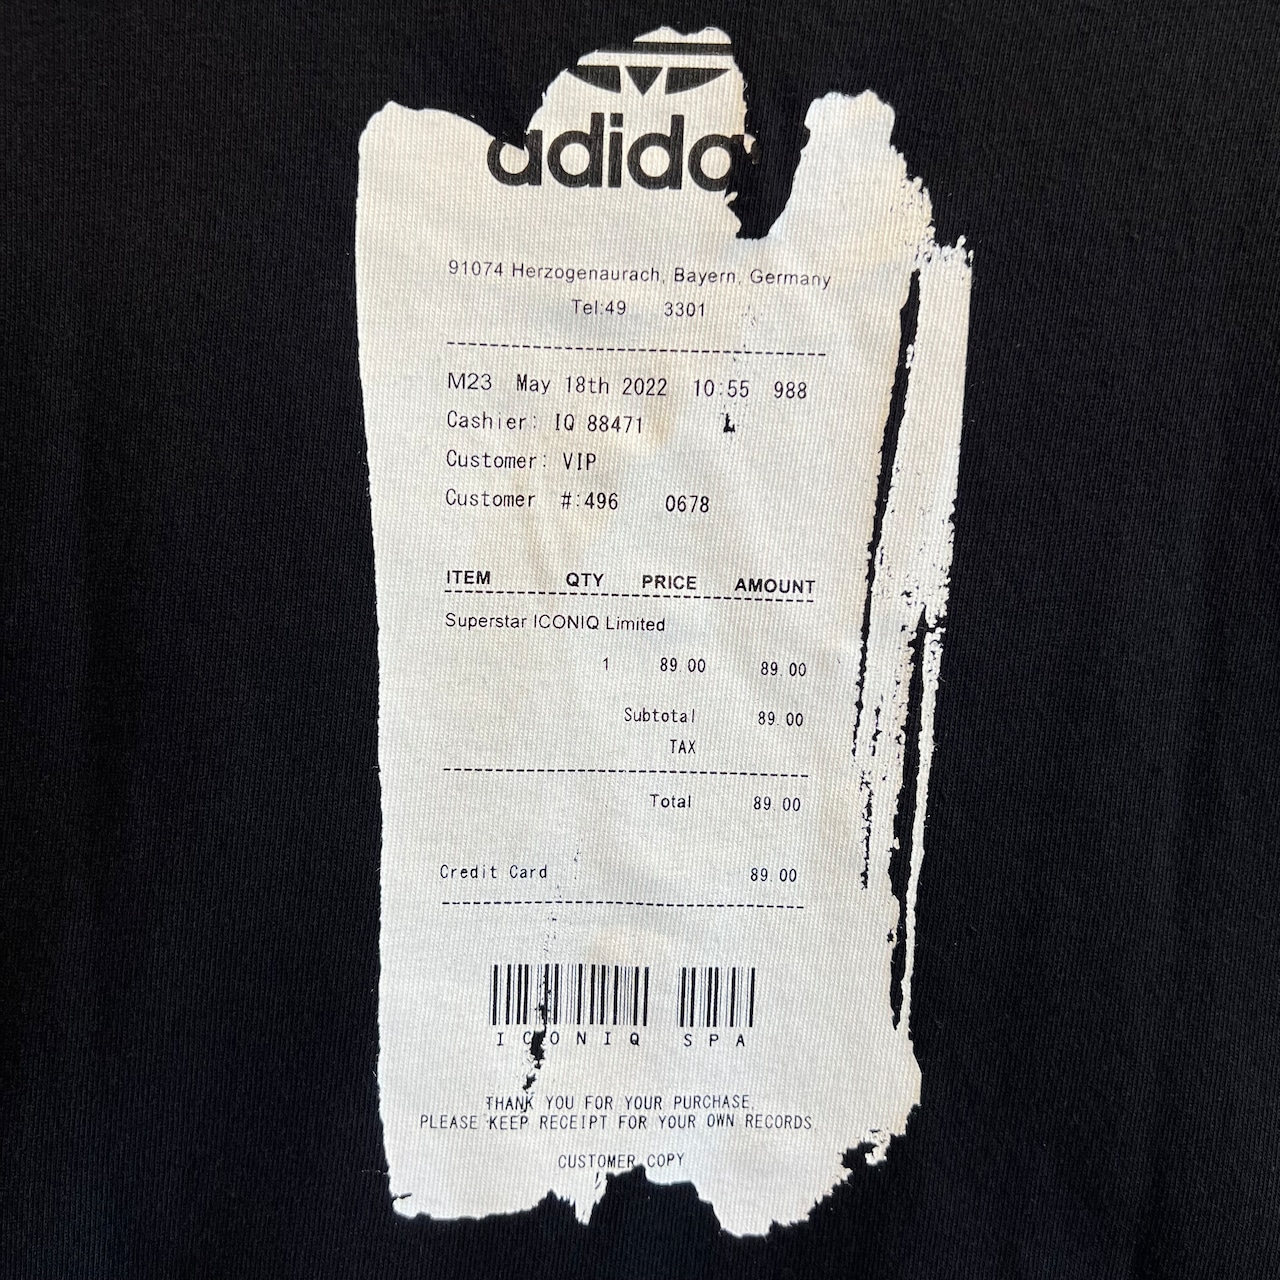 adidas
91074 Herzogenaurach, Bayern, Germany
Tel:49 3301
M23 May 18th 2022 10:55 988
Cashier: IQ 88471
Customer: VIP
Customer #:496 0678
ITEM QTY PRICE AMOUNT
Superstar ICONIQ Limited
1 89.00 89.00
Subtotal 89.00
TAX
Total 89.00
Credit Card 89.00
ICONIQ SPA
THANK YOU FOR YOUR PURCHASE,
PLEASE KEEP RECEIPT FOR YOUR OWN RECORDS
CUSTOMER COPY